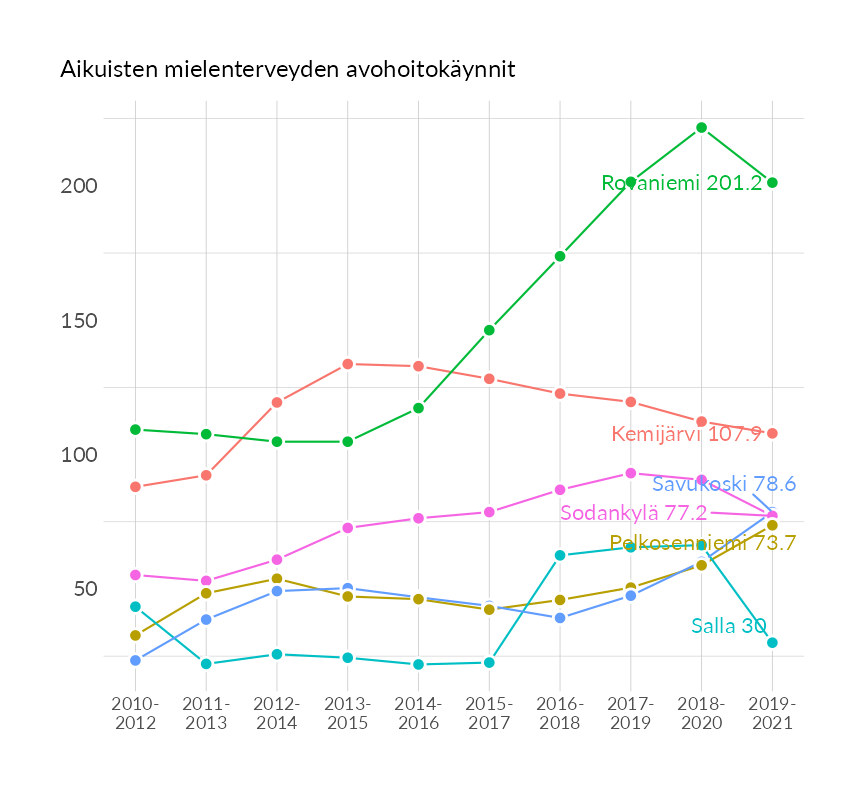 Aikuisten mielenterveyden avohoitokäynnit
200
150
100
50
Rovaniemi 201.2
Kemijärvi 107.9
Savukoski 78.6
Sodankylä 77.2
Pelkosenniemi 73.7
Salla 30
2010- 2011- 2012- 2013- 2014- 2015- 2016- 2017- 2018- 2019-
2012 2013 2014 2015 2016 2017 2018 2019 2020 2021